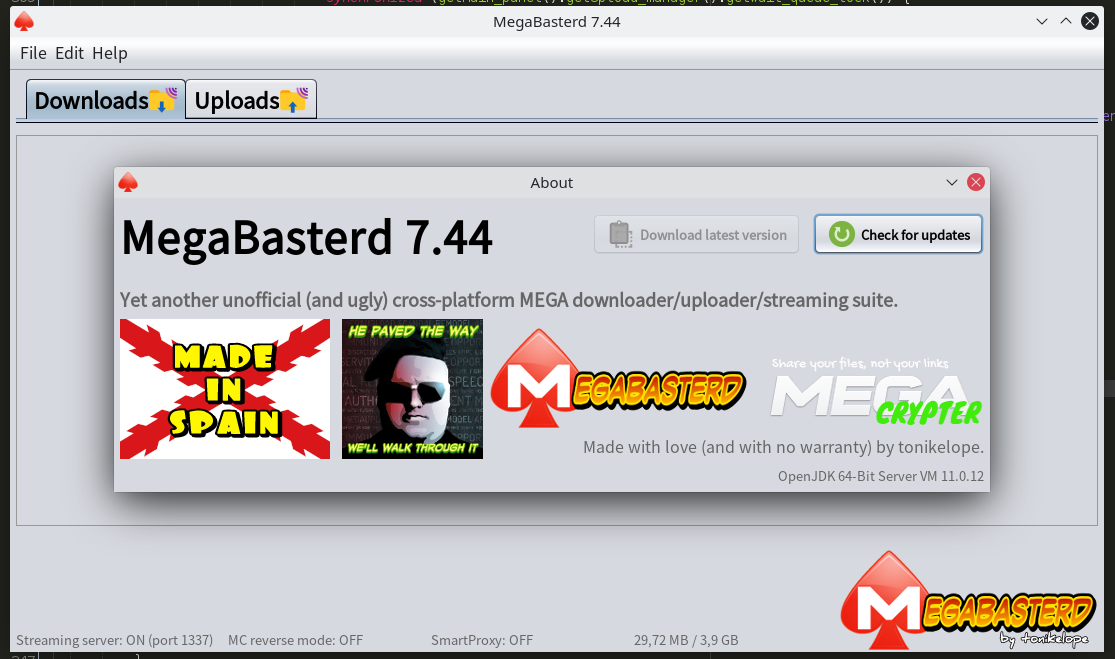 MegaBasterd 7.44
File Edit Help
Downloads Uploads
About
MegaBasterd 7.44
Download latest version
Check for updates
Yet another unofficial (and ugly) cross-platform MEGA downloader/uploader/streaming suite.
MADE
IN
SPAIN
HE PAVED THE WAY
WE'LL WALK THROUGH IT
MEGABASTERD
Share your files, not your links
MEGA
CRYPTER
Made with love (and with no warranty) by tonikelope.
OpenJDK 64-Bit Server VM 11.0.12
MEGABASTERD
by tonikelope
Streaming server: ON (port 1337) MC reverse mode: OFF SmartProxy: OFF 29,72 MB / 3,9 GB